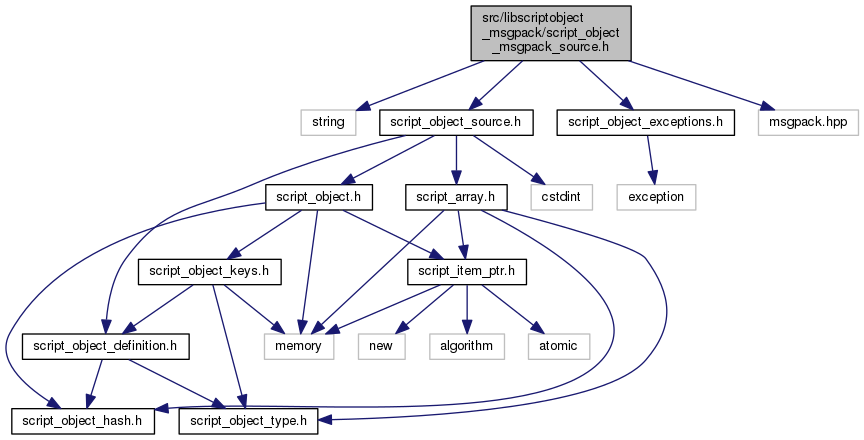 src/libscriptobject
_msgpack/script_object
_msgpack_source.h
string
script_object_source.h
script_object_exceptions.h
msgpack.hpp
script_object.h
script_array.h
cstdint
exception
script_object_keys.h
script_item_ptr.h
script_object_definition.h
memory
new
algorithm
atomic
script_object_hash.h
script_object_type.h